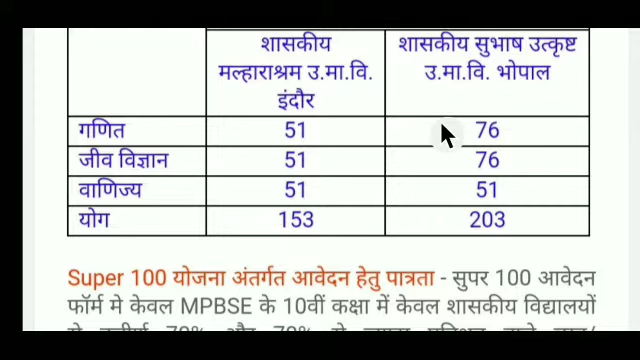 शासकीय
मल्हाराश्रम उ.मा.वि.
इंदौर
शासकीय सुभाष उत्कृष्ट
उ.मा.वि. भोपाल
गणित 51 76
जीव विज्ञान 51 76
वाणिज्य 51 51
योग 153 203
Super 100 योजना अंतर्गत आवेदन हेतु पात्रता - सुपर 100 आवेदन
फॉर्म मे केवल MPBSE के 10वीं कक्षा में केवल शासकीय विद्यालयों